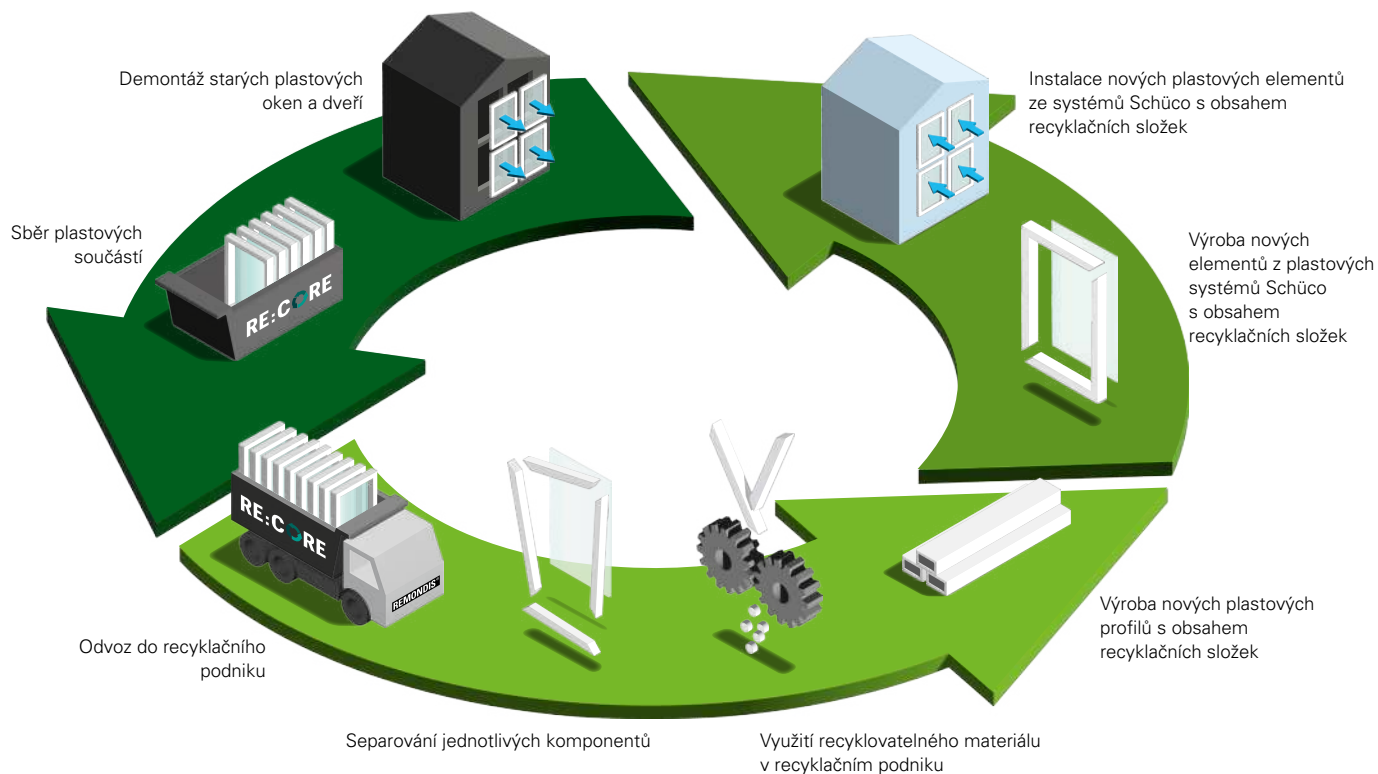 Demontáž starých plastových
oken a dveří
Instalace nových plastových elementů
ze systémů Schüco s obsahem
recyklačních složek
Sběr plastových
součástí
RE:CORE
Výroba nových
elementů z plastových
systémů Schüco
s obsahem
recyklačních složek
RE:CORE
REMONDIS
Odvoz do recyklačního
podniku
Výroba nových plastových
profilů s obsahem
recyklačních složek
Separování jednotlivých komponentů
Využití recyklovatelného materiálu
v recyklačním podniku